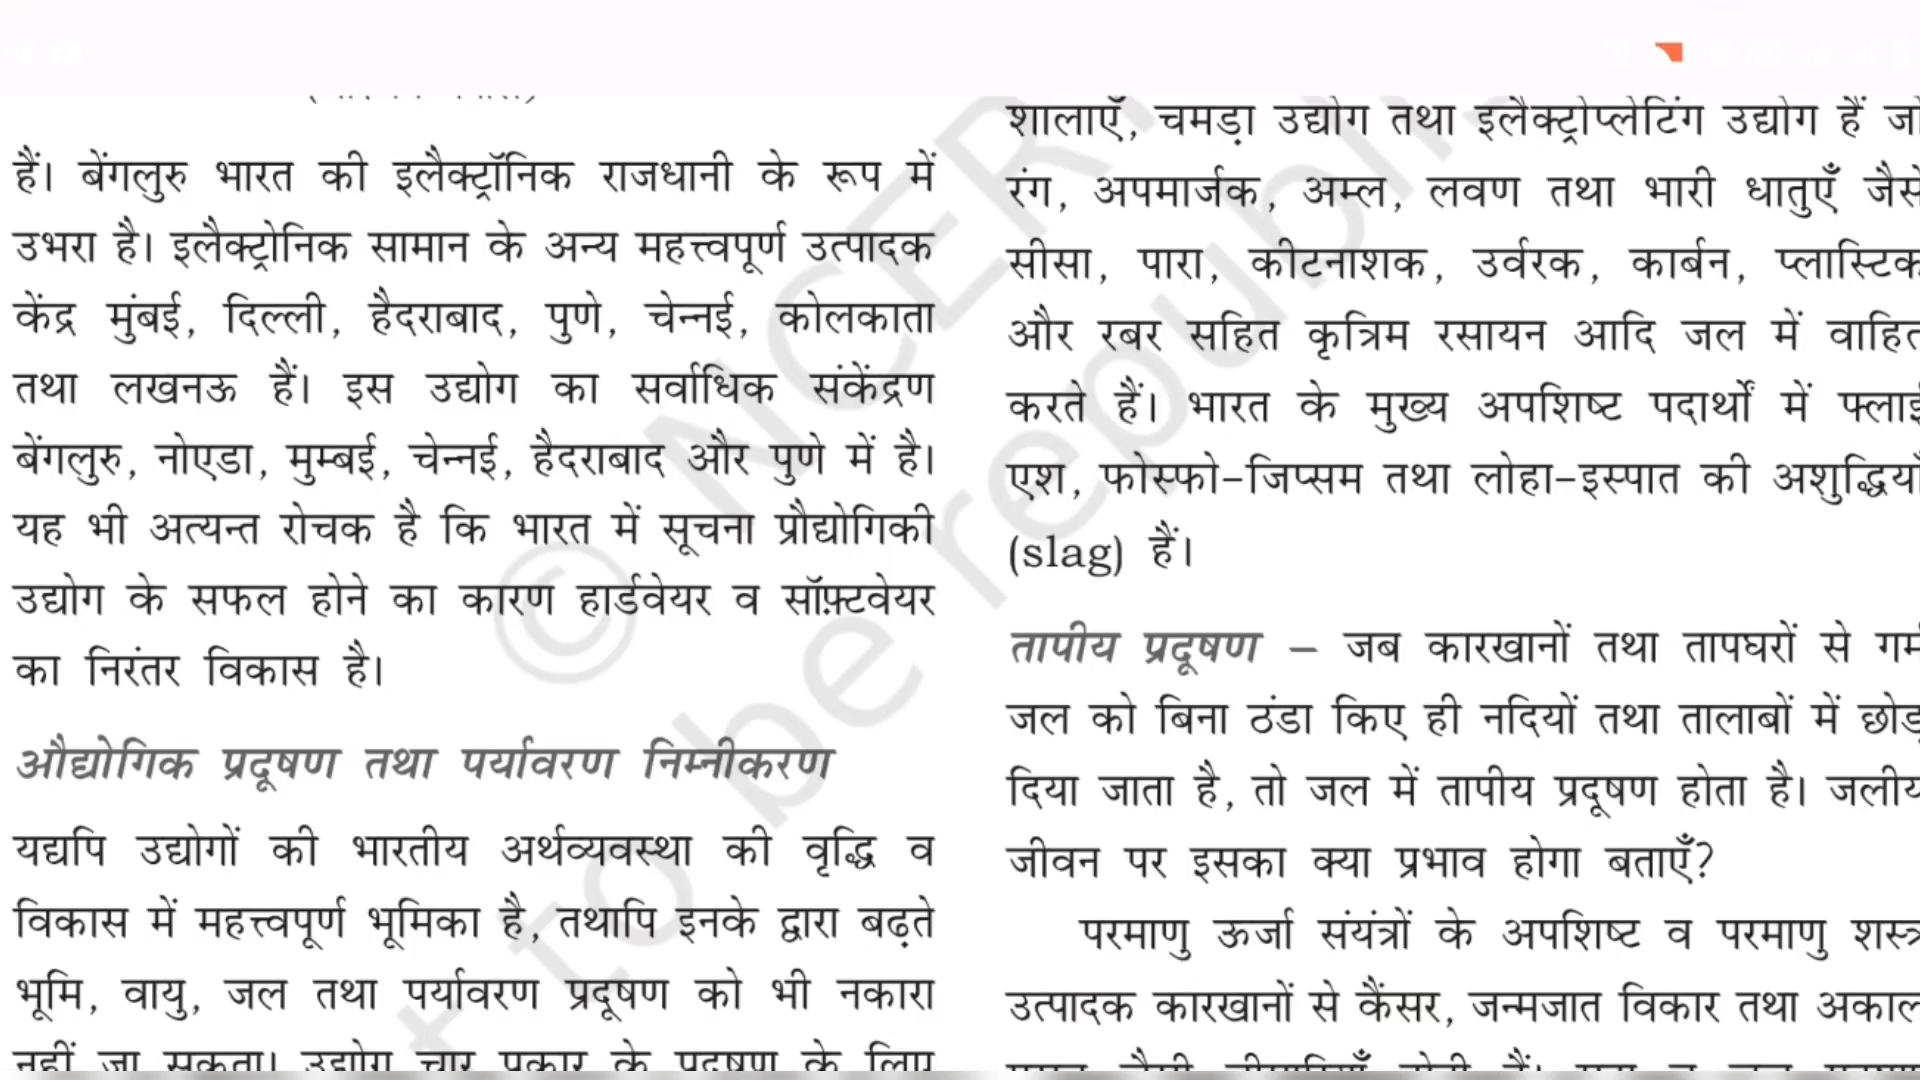 हैं। बेंगलुरु भारत की इलैक्ट्रॉनिक राजधानी के रूप में
उभरा है। इलैक्ट्रोनिक सामान के अन्य महत्त्वपूर्ण उत्पादक
केंद्र मुंबई, दिल्ली, हैदराबाद, पुणे, चेन्नई, कोलकाता
तथा लखनऊ हैं। इस उद्योग का सर्वाधिक संकेंद्रण
बेंगलुरु, नोएडा, मुम्बई, चेन्नई, हैदराबाद और पुणे में है।
यह भी अत्यन्त रोचक है कि भारत में सूचना प्रौद्योगिकी
उद्योग के सफल होने का कारण हार्डवेयर व सॉफ़्टवेयर
का निरंतर विकास है।
औद्योगिक प्रदूषण तथा पर्यावरण निम्नीकरण
यद्यपि उद्योगों की भारतीय अर्थव्यवस्था की वृद्धि व
विकास में महत्त्वपूर्ण भूमिका है, तथापि इनके द्वारा बढ़ते
भूमि, वायु, जल तथा पर्यावरण प्रदूषण को भी नकारा
नहीं जा सकता। उद्योग चार प्रकार के प्रदूषण के लिए
शालाएँ, चमड़ा उद्योग तथा इलैक्ट्रोप्लेटिंग उद्योग हैं जो
रंग, अपमार्जक, अम्ल, लवण तथा भारी धातुएँ जैसे
सीसा, पारा, कीटनाशक, उर्वरक, कार्बन, प्लास्टिक
और रबर सहित कृत्रिम रसायन आदि जल में वाहित
करते हैं। भारत के मुख्य अपशिष्ट पदार्थों में फ्लाई
एश, फोस्फो-जिप्सम तथा लोहा-इस्पात की अशुद्धियाँ
(slag) हैं।
तापीय प्रदूषण – जब कारखानों तथा तापघरों से गर्म
जल को बिना ठंडा किए ही नदियों तथा तालाबों में छोड़
दिया जाता है, तो जल में तापीय प्रदूषण होता है। जलीय
जीवन पर इसका क्या प्रभाव होगा बताएँ?
परमाणु ऊर्जा संयंत्रों के अपशिष्ट व परमाणु शस्त्र
उत्पादक कारखानों से कैंसर, जन्मजात विकार तथा अकाल
© NCER
t to be republi